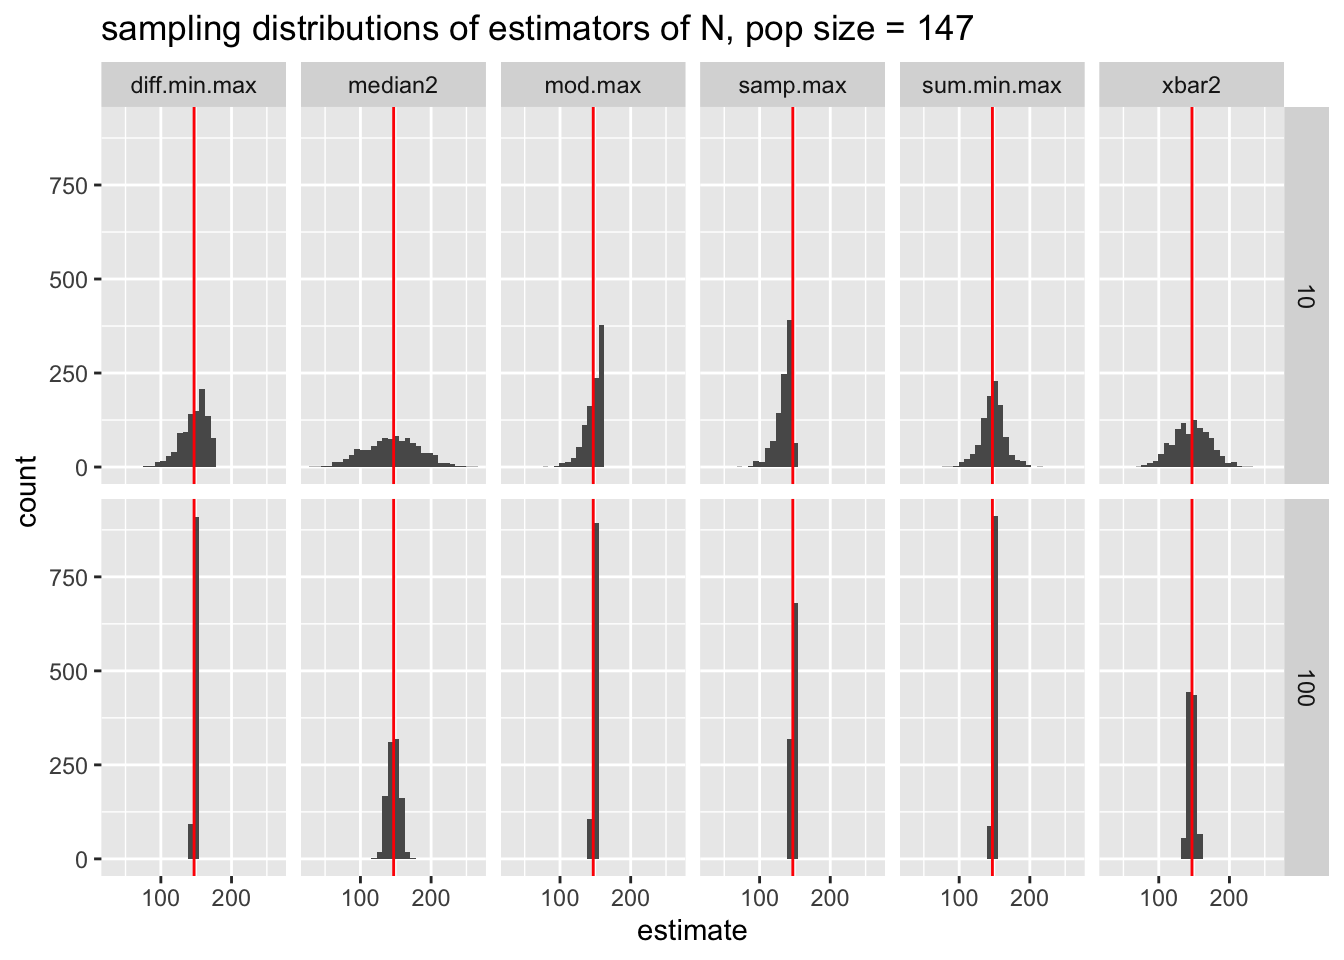 sampling distributions of estimators of N, pop size = 147
diff.min.max median2 mod.max samp.max sum.min.max xbar2
750
500
250
0
10
count
750
500
250
0
100
100 200 100 200 100 200 100 200 100 200 100 200
estimate